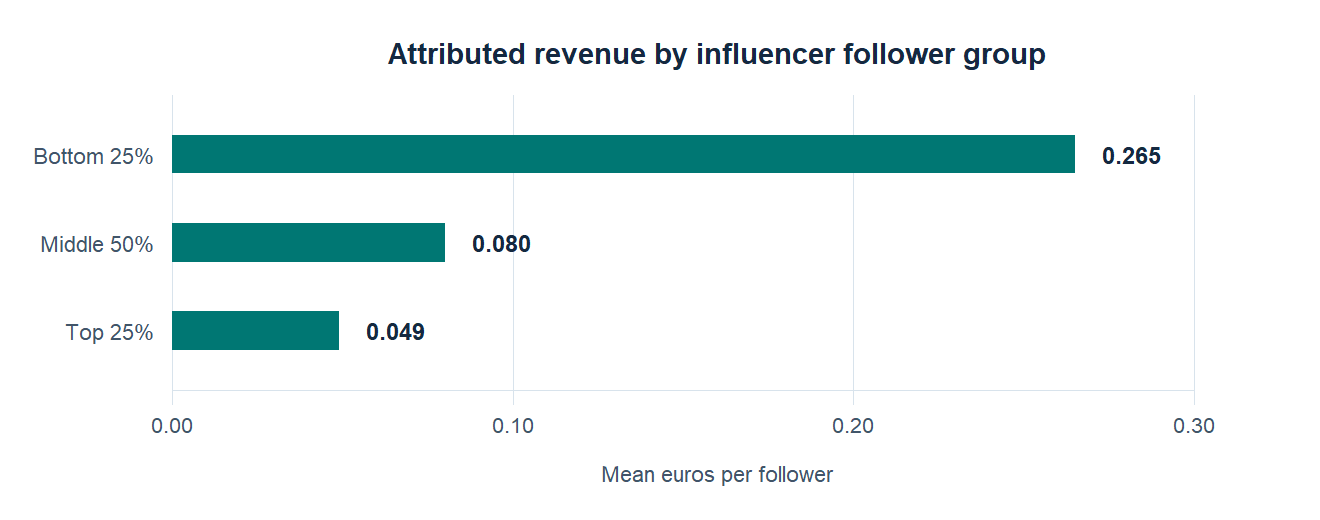 Attributed revenue by influencer follower group
Bottom 25%
0.265
Middle 50%
0.080
Top 25%
0.049
0.00
0.10
0.20
0.30
Mean euros per follower